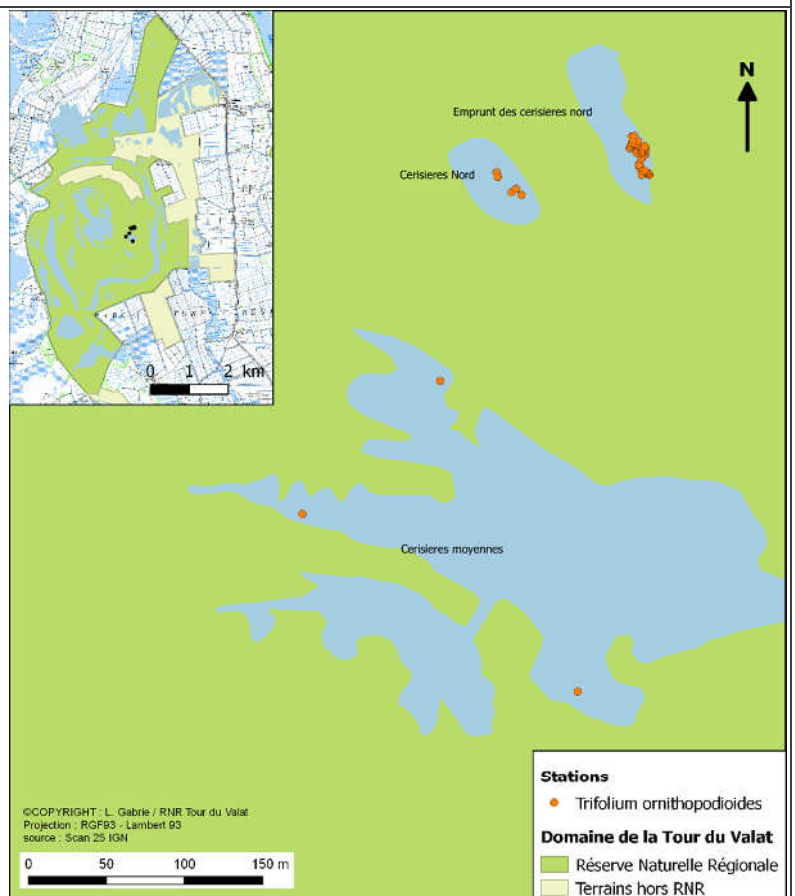 N
Emprunt des cerisieres nord
Cerisieres Nord
0 1 2 km
Cerisieres moyennes
Stations
Trifolium ornithopodioides
Domaine de la Tour du Valat
Réserve Naturelle Régionale
Terrains hors RNR
©COPYRIGHT : L. Gabrie / RNR Tour du Valat
Projection : RGF93 - Lambert 93
source : Scan 25 IGN
0 50 100 150 m